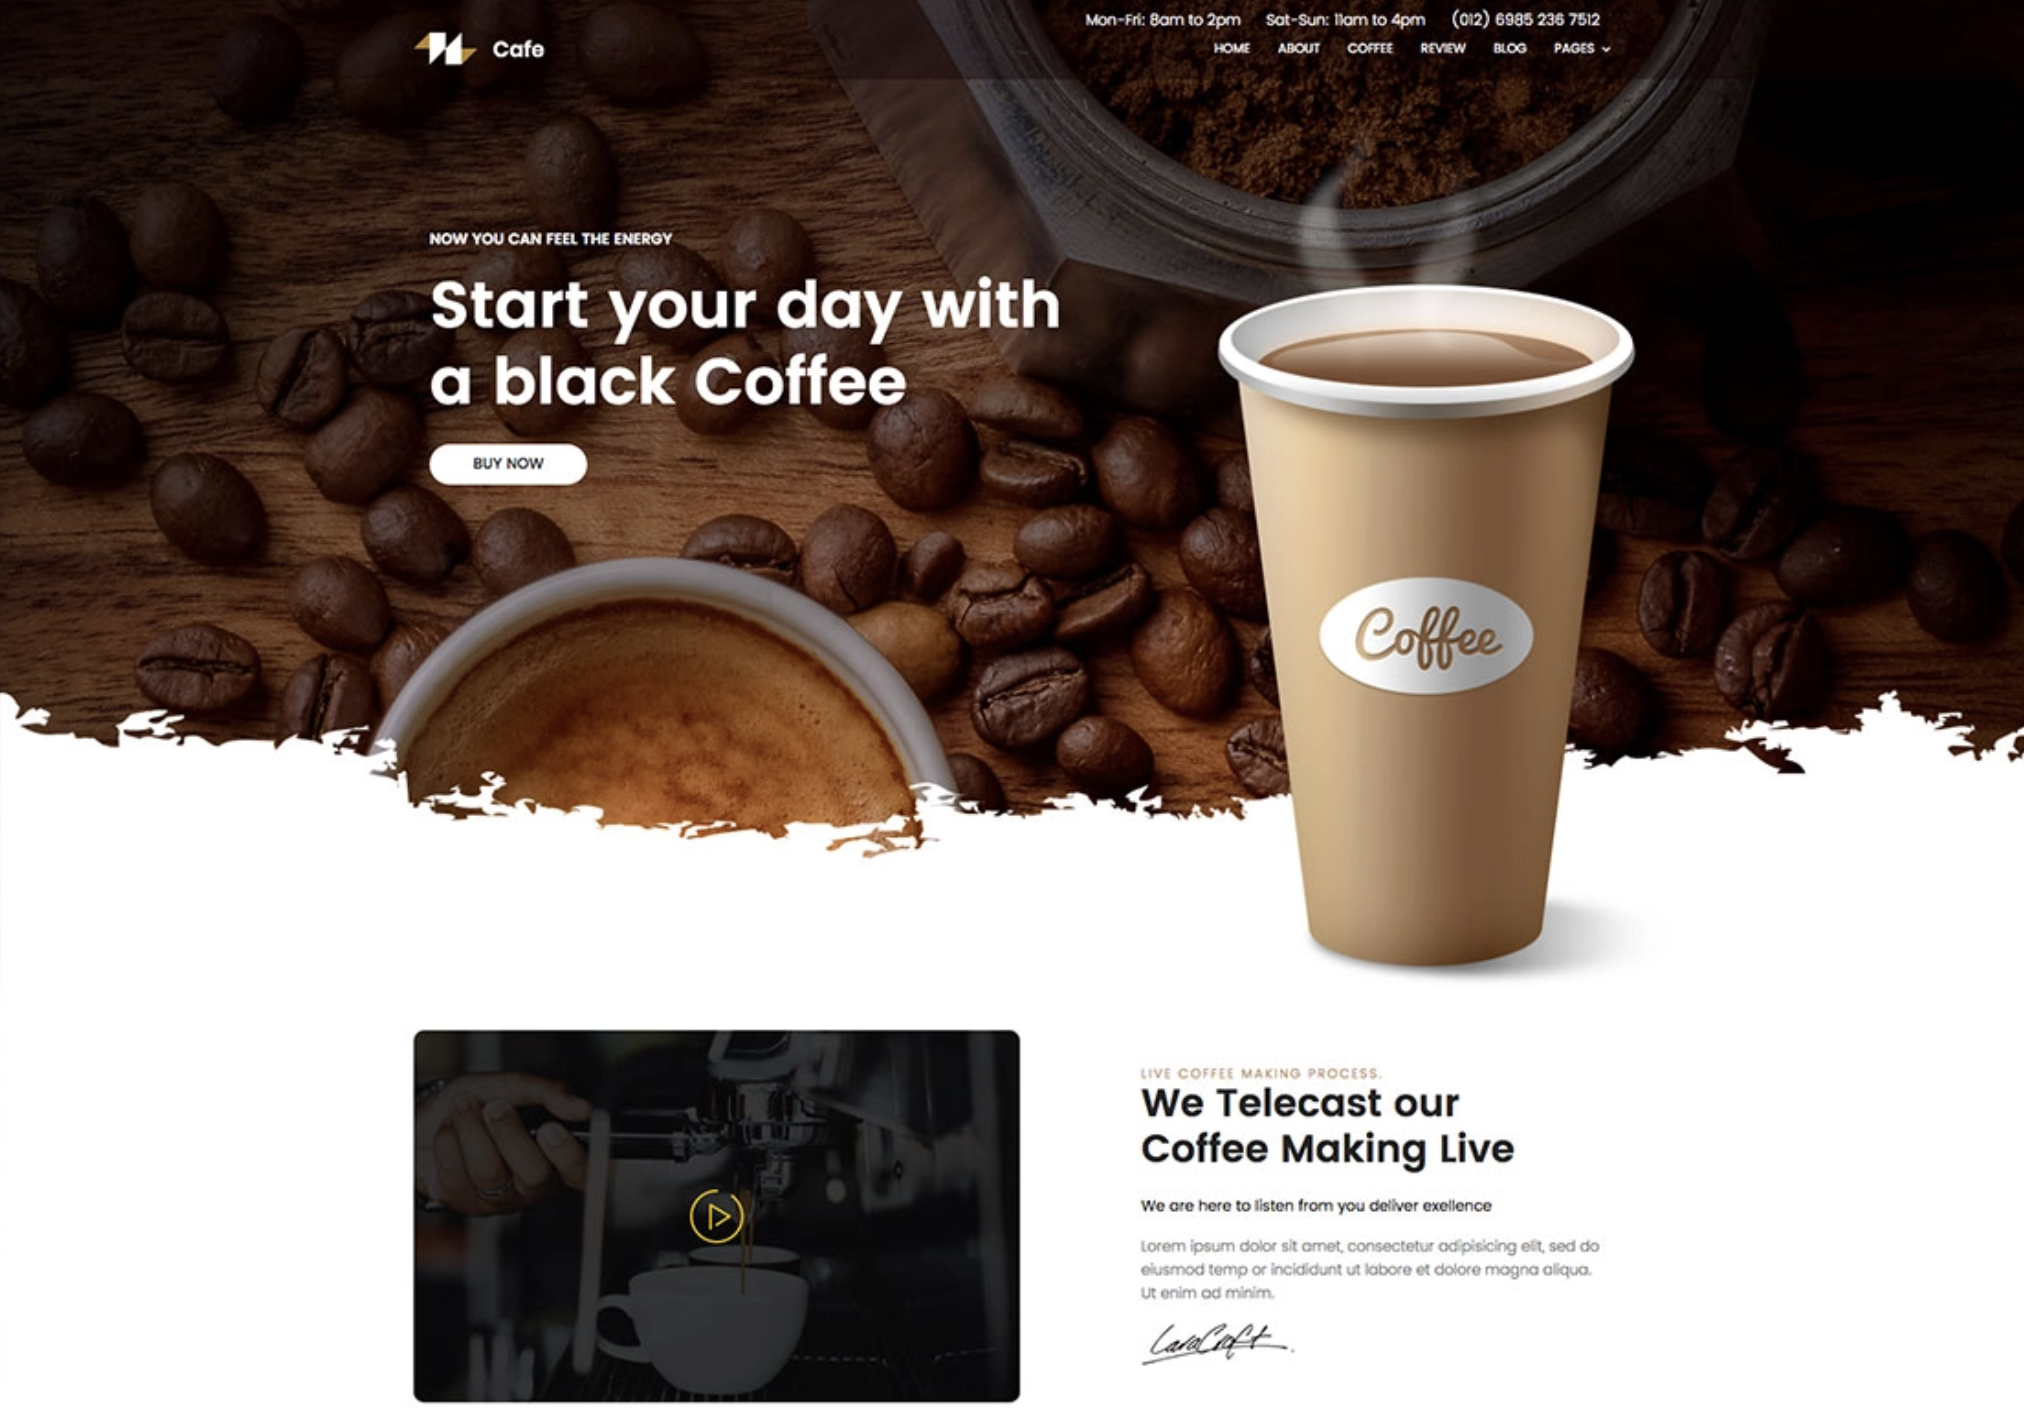 Mon-Fri: 8am to 2pm Sat-Sun: 11am to 4pm (012) 6985 236 7512
Cafe
HOME ABOUT COFFEE REVIEW BLOG PAGES
NOW YOU CAN FEEL THE ENERGY
Start your day with
a black Coffee
BUY NOW
Coffee
LIVE COFFEE MAKING PROCESS.
We Telecast our
Coffee Making Live
We are here to listen from you deliver exellence
Lorem ipsum dolor sit amet, consectetur adipisicing elit, sed do
eiusmod temp or incididunt ut labore et dolore magna aliqua.
Ut enim ad minim.
LaraCroft